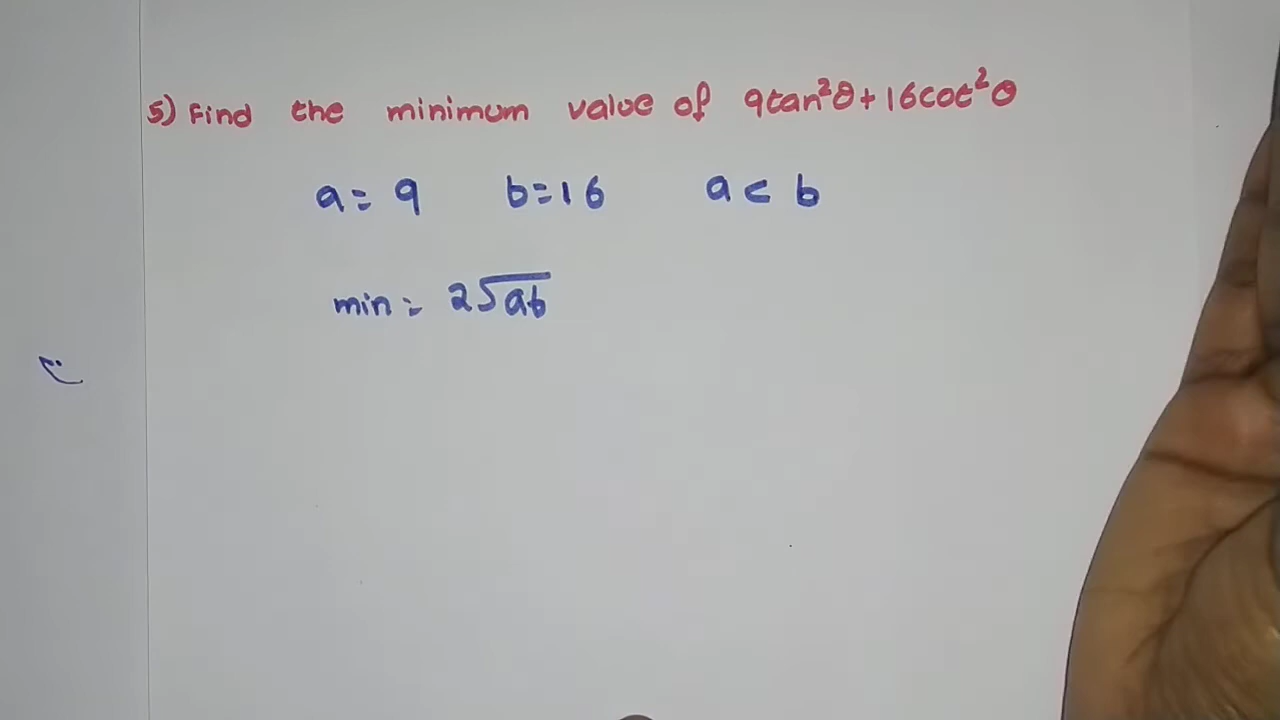 5) Find the minimum value of 9tan²θ+16cot²θ
a = 9 b=16 a < b
min = 2√ab